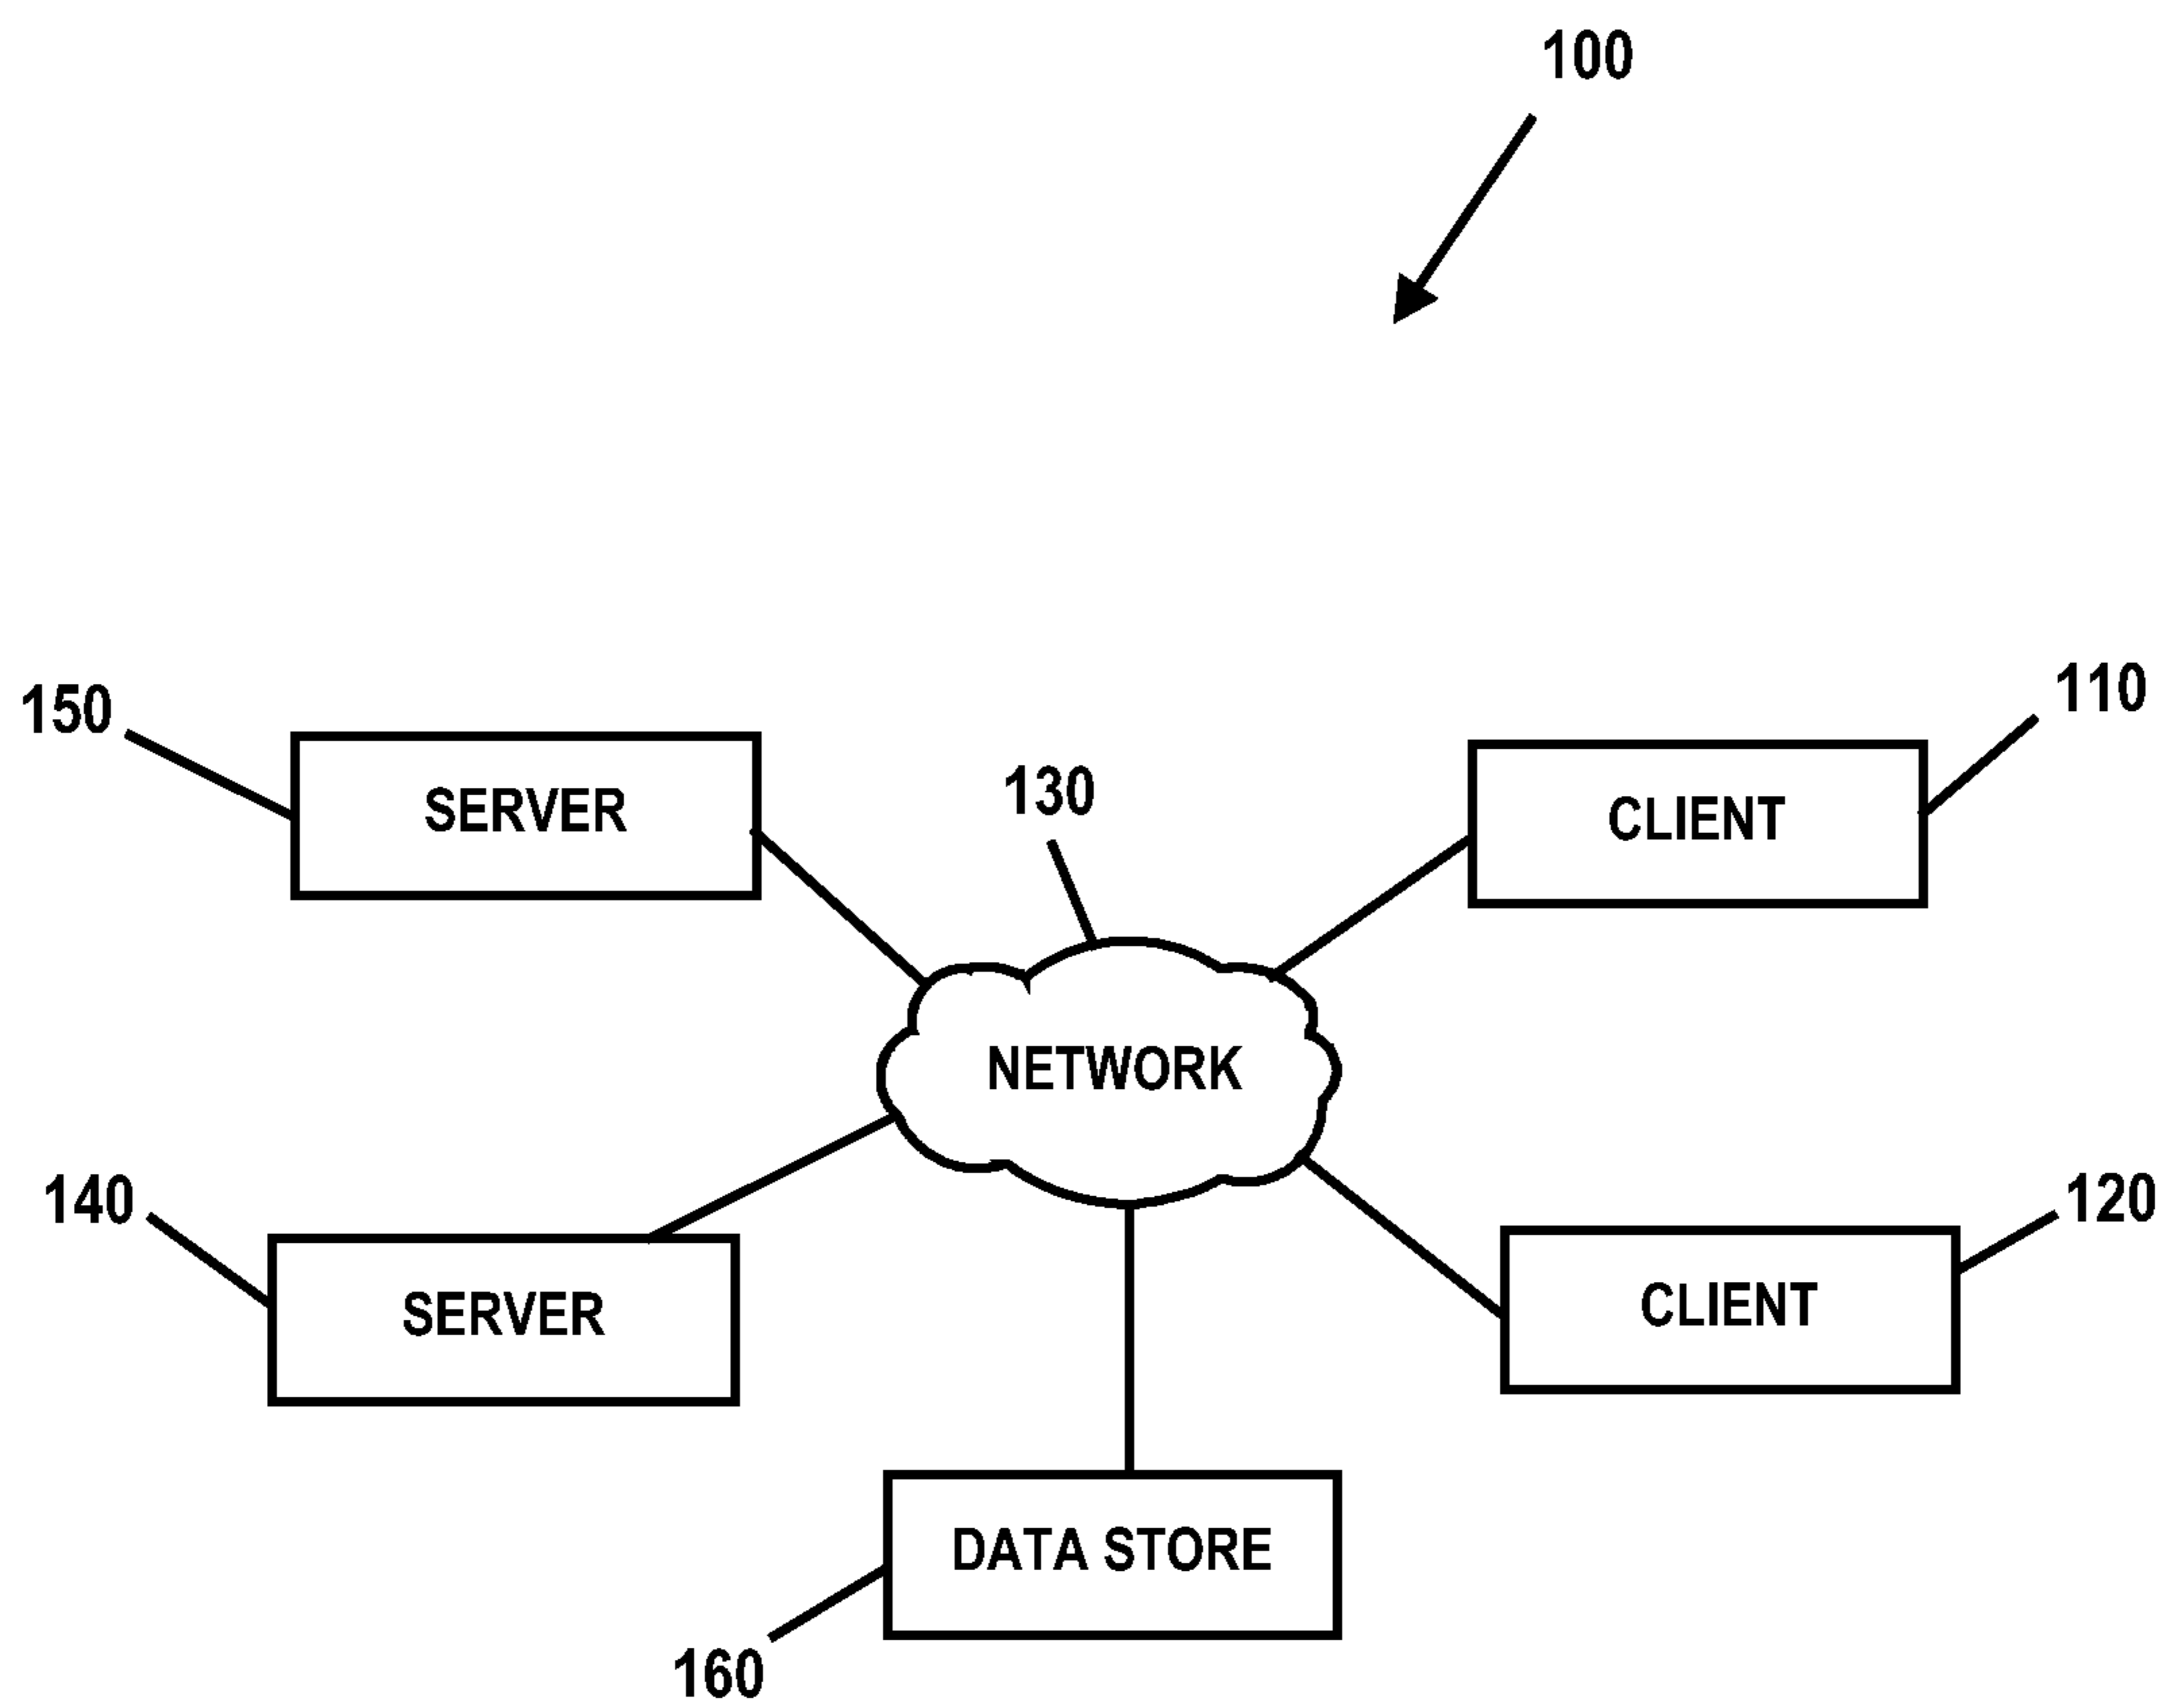 100
150
110
SERVER
130
CLIENT
NETWORK
140
120
SERVER
CLIENT
DATA STORE
160